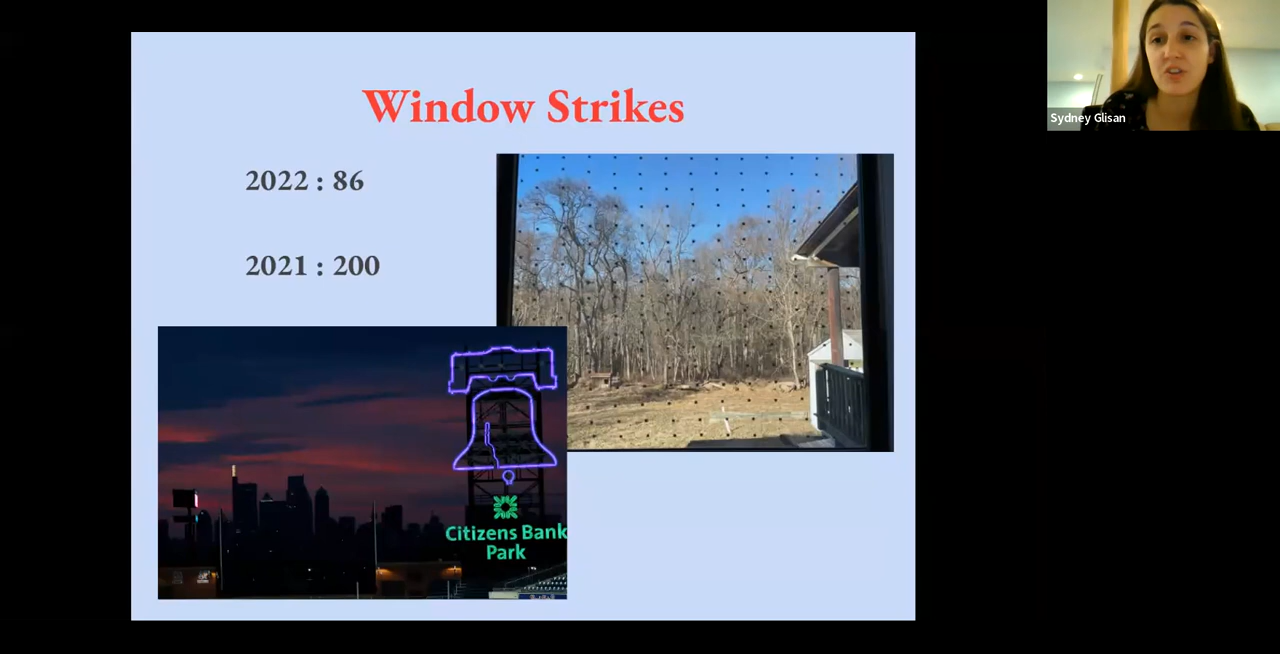 Window Strikes
2022 : 86
2021 : 200
Citizens Bank
Park
Sydney Glisan